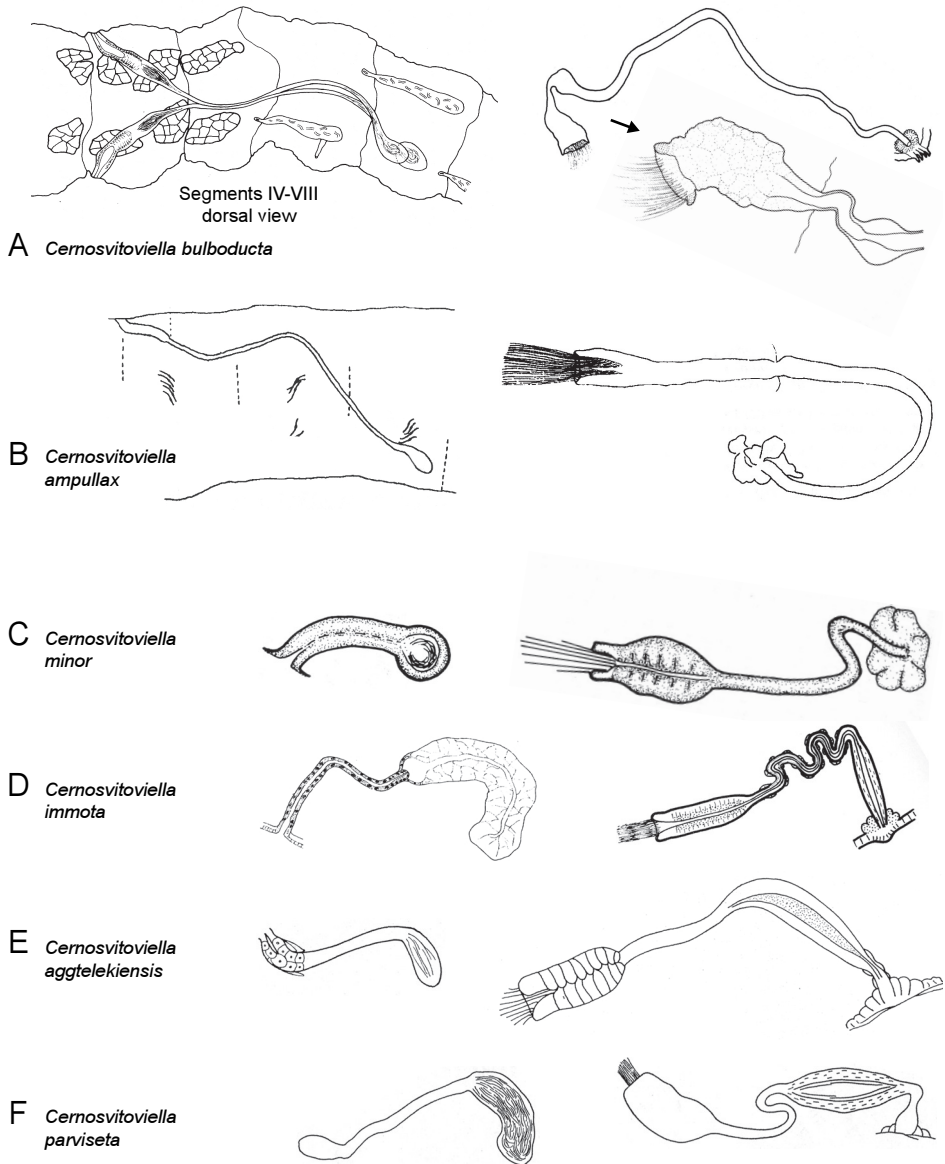 Segments IV-VIII
dorsal view
A Cernosvitoviella bulboducta
B Cernosvitoviella
ampullax
C Cernosvitoviella
minor
D Cernosvitoviella
immota
E Cernosvitoviella
aggtelekiensis
F Cernosvitoviella
parviseta